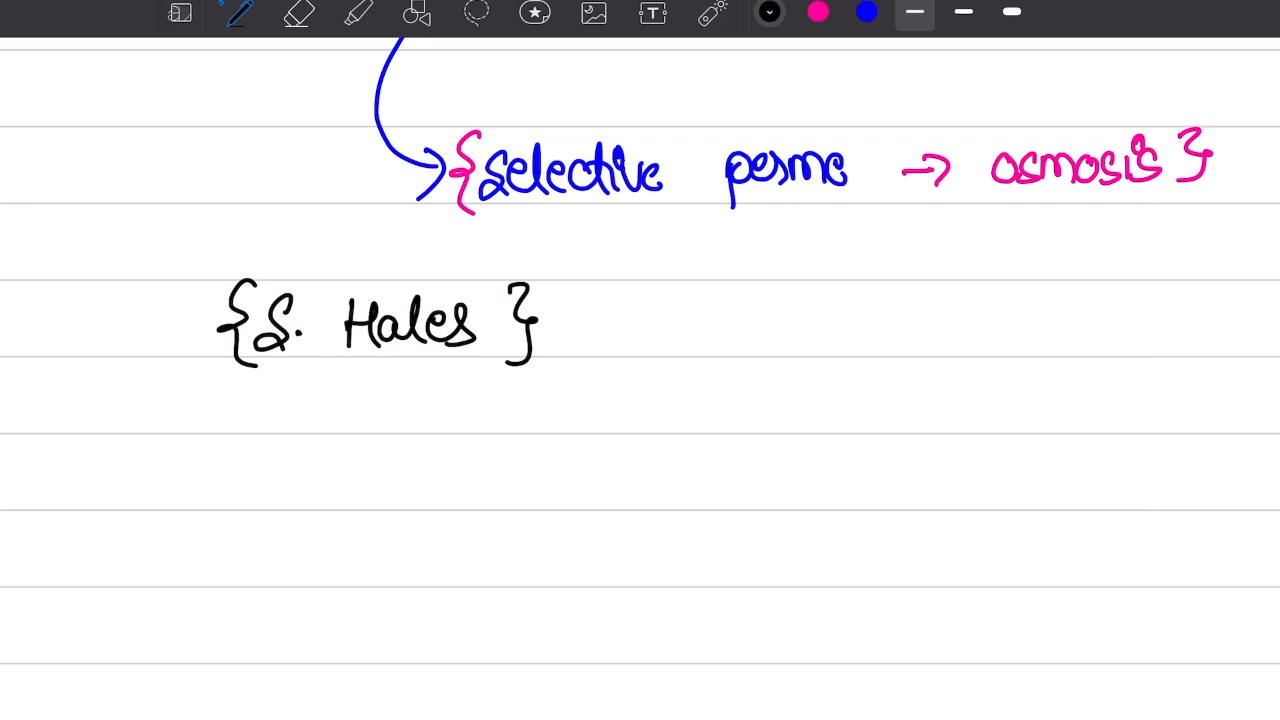 {selective perme → osmosis}
{S. Hales}